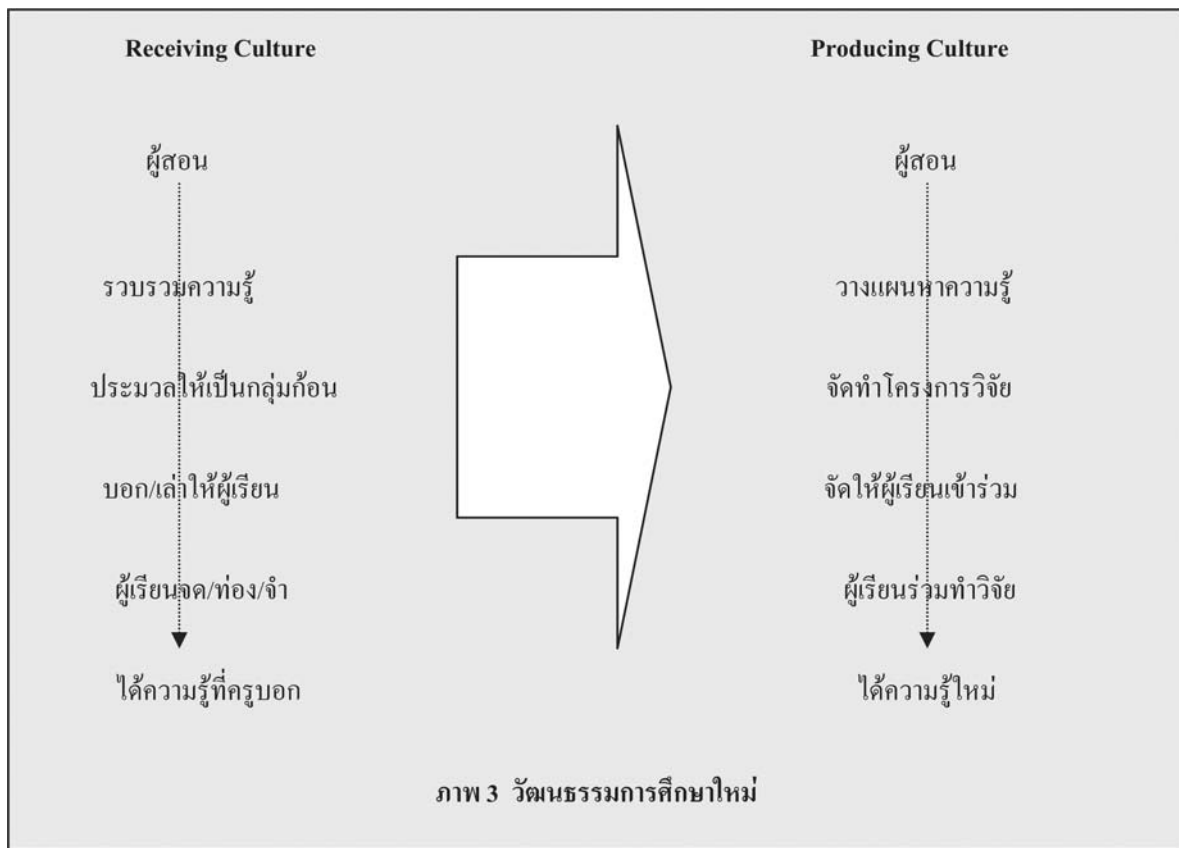 Receiving Culture
ผู้สอน
รวบรวมความรู้
ประมวลให้เป็นกลุ่มก้อน
บอก/เล่าให้ผู้เรียน
ผู้เรียนจด/ท่อง/จำ
ได้ความรู้ที่ครูบอก
Producing Culture
ผู้สอน
วางแผนหาความรู้
จัดทำโครงการวิจัย
จัดให้ผู้เรียนเข้าร่วม
ผู้เรียนร่วมทำวิจัย
ได้ความรู้ใหม่
ภาพ 3 วัฒนธรรมการศึกษาใหม่